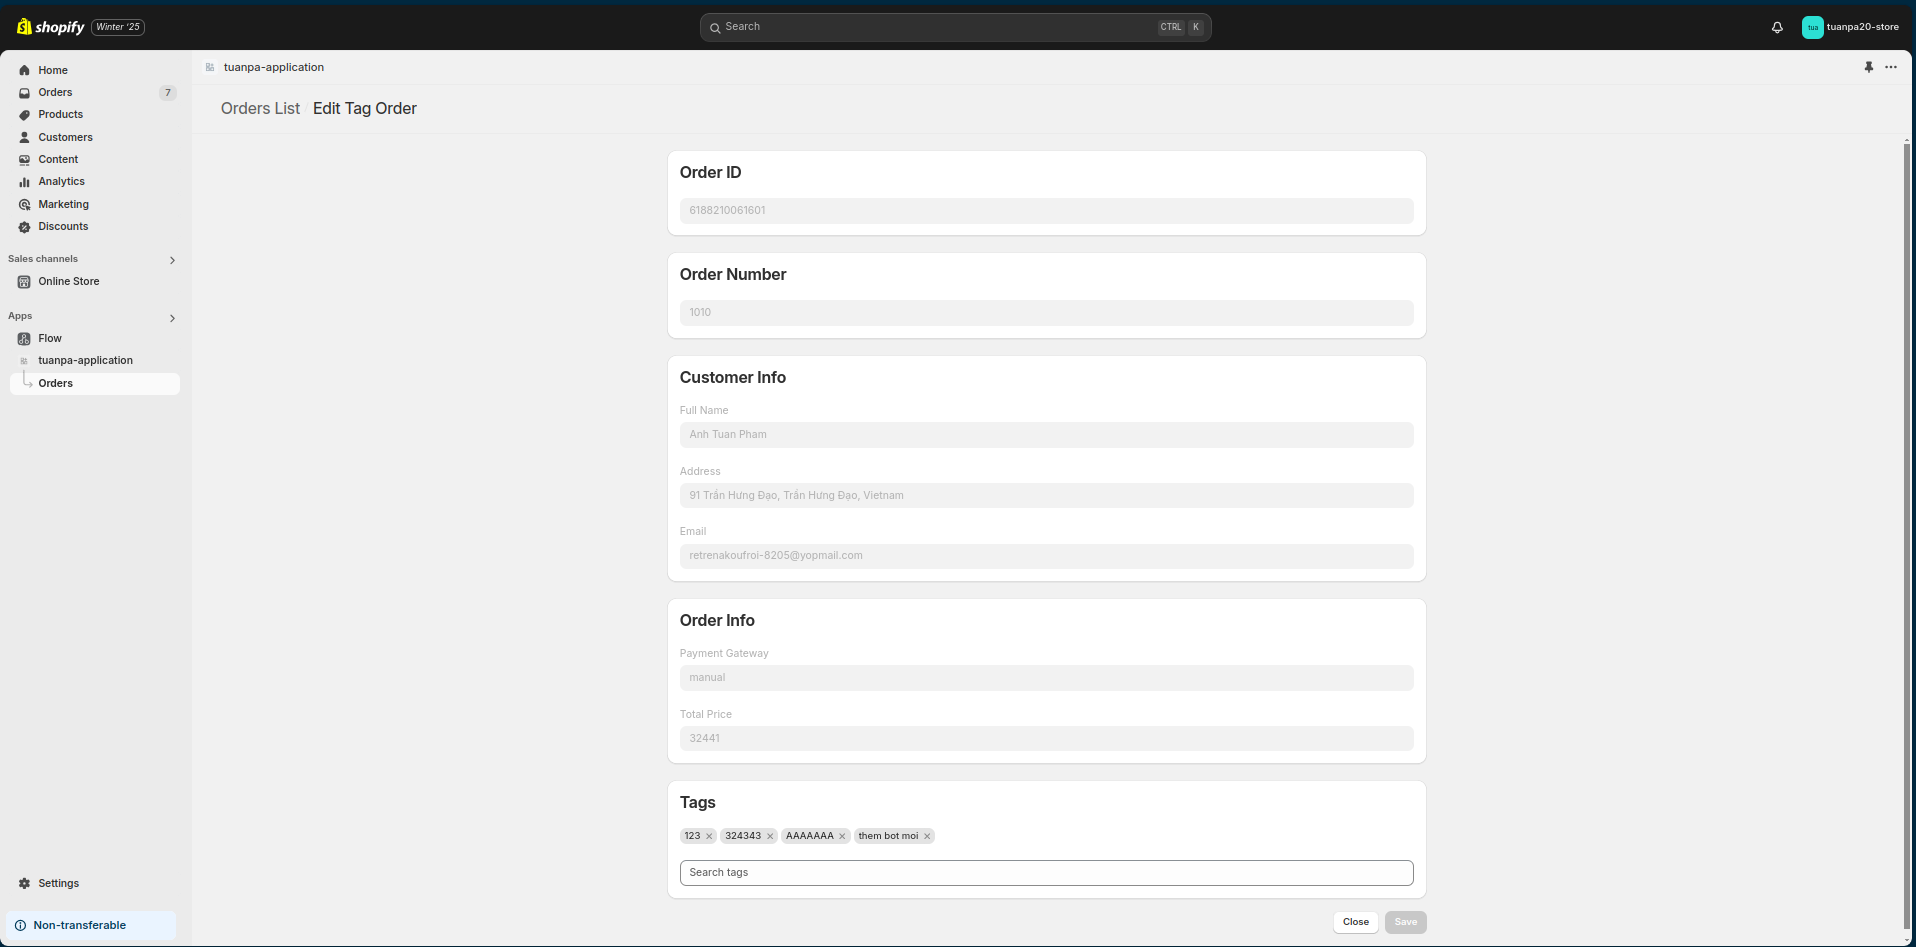 shopify Winter '25
Search CTRL K
tua tuanpa20-store
Home
Orders 7
Products
Customers
Content
Analytics
Marketing
Discounts
Sales channels
Online Store
Apps
Flow
tuanpa-application
Orders
Settings
Non-transferable
tuanpa-application
Orders List Edit Tag Order
Order ID
6188210061601
Order Number
1010
Customer Info
Full Name
Anh Tuan Pham
Address
91 Trần Hưng Đạo, Trần Hưng Đạo, Vietnam
Email
retrenakoufroi-8205@yopmail.com
Order Info
Payment Gateway
manual
Total Price
32441
Tags
123 324343 AAAAAAA them bot moi
Search tags
Close Save